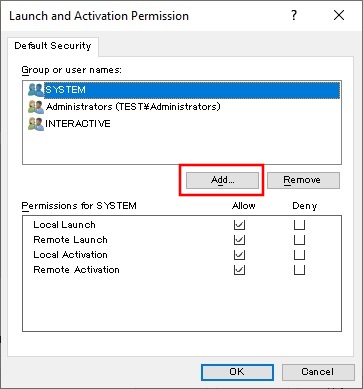 Launch and Activation Permission
Default Security
Group or user names:
SYSTEM
Administrators (TEST¥Administrators)
INTERACTIVE
Add... Remove
Permissions for SYSTEM Allow Deny
Local Launch
Remote Launch
Local Activation
Remote Activation
OK Cancel